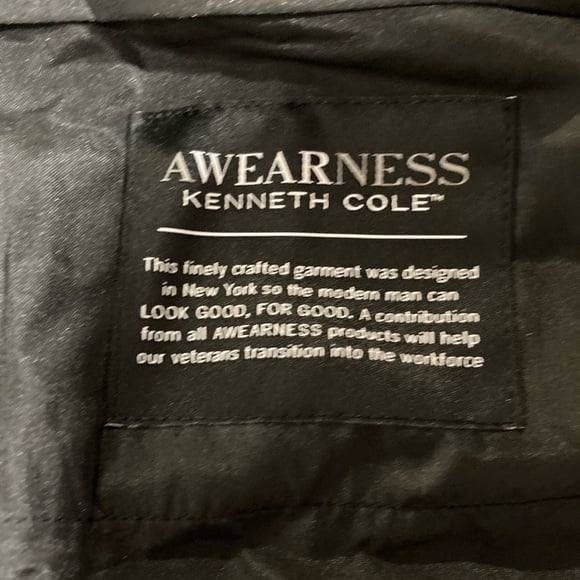 AWEARNESS
KENNETH COLE™
This finely crafted garment was designed
in New York so the modern man can
LOOK GOOD, FOR GOOD. A contribution
from all AWEARNESS products will help
our veterans transition into the workforce